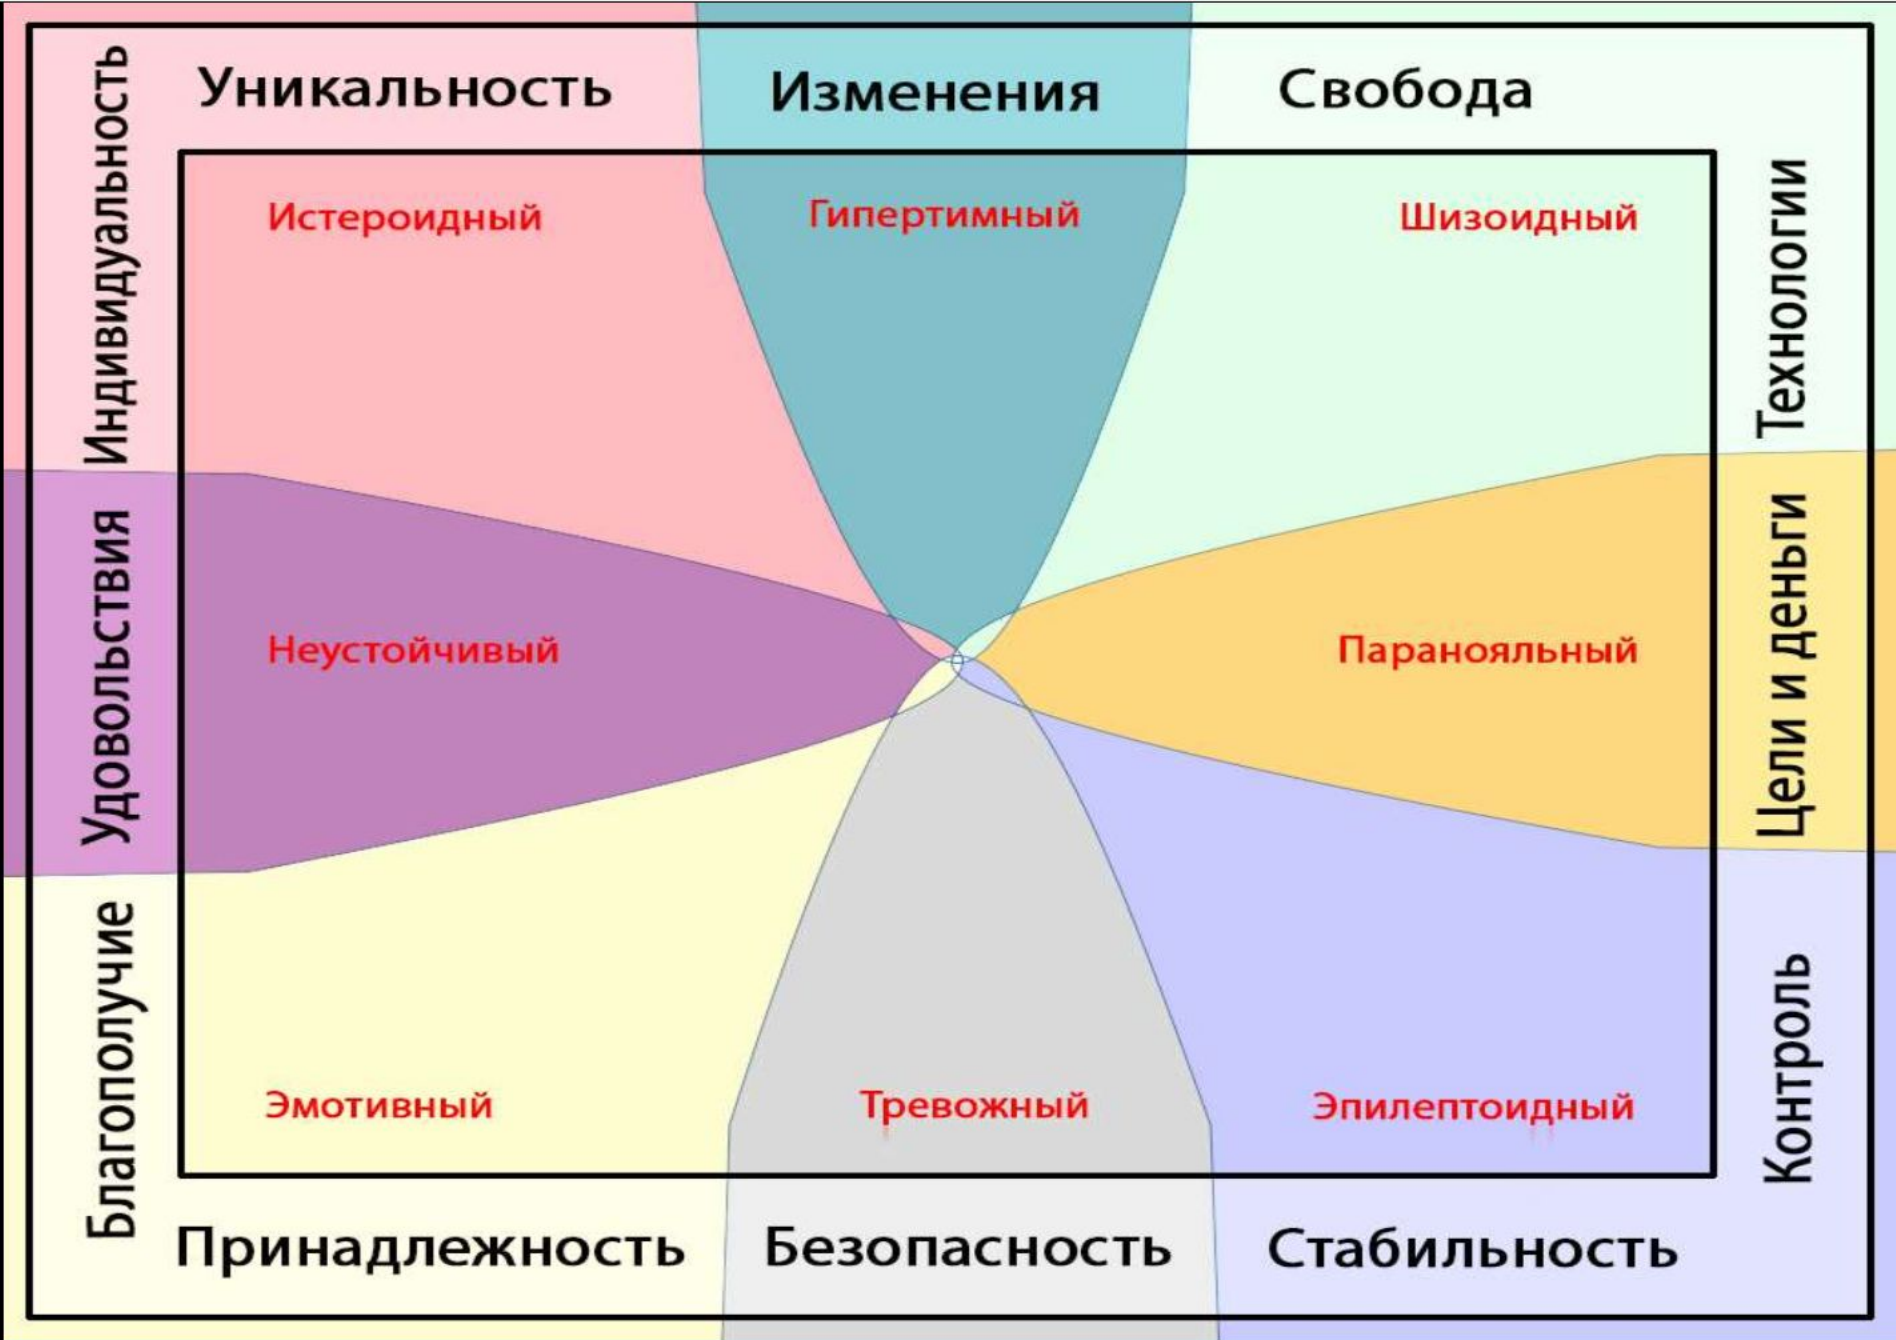 Уникальность
Изменения
Свобода
Индивидуальность
Технологии
Истероидный
Гипертимный
Шизоидный
Удовольствия
Цели и деньги
Неустойчивый
Паранояльный
Благополучие
Контроль
Эмотивный
Тревожный
Эпилептоидный
Принадлежность
Безопасность
Стабильность